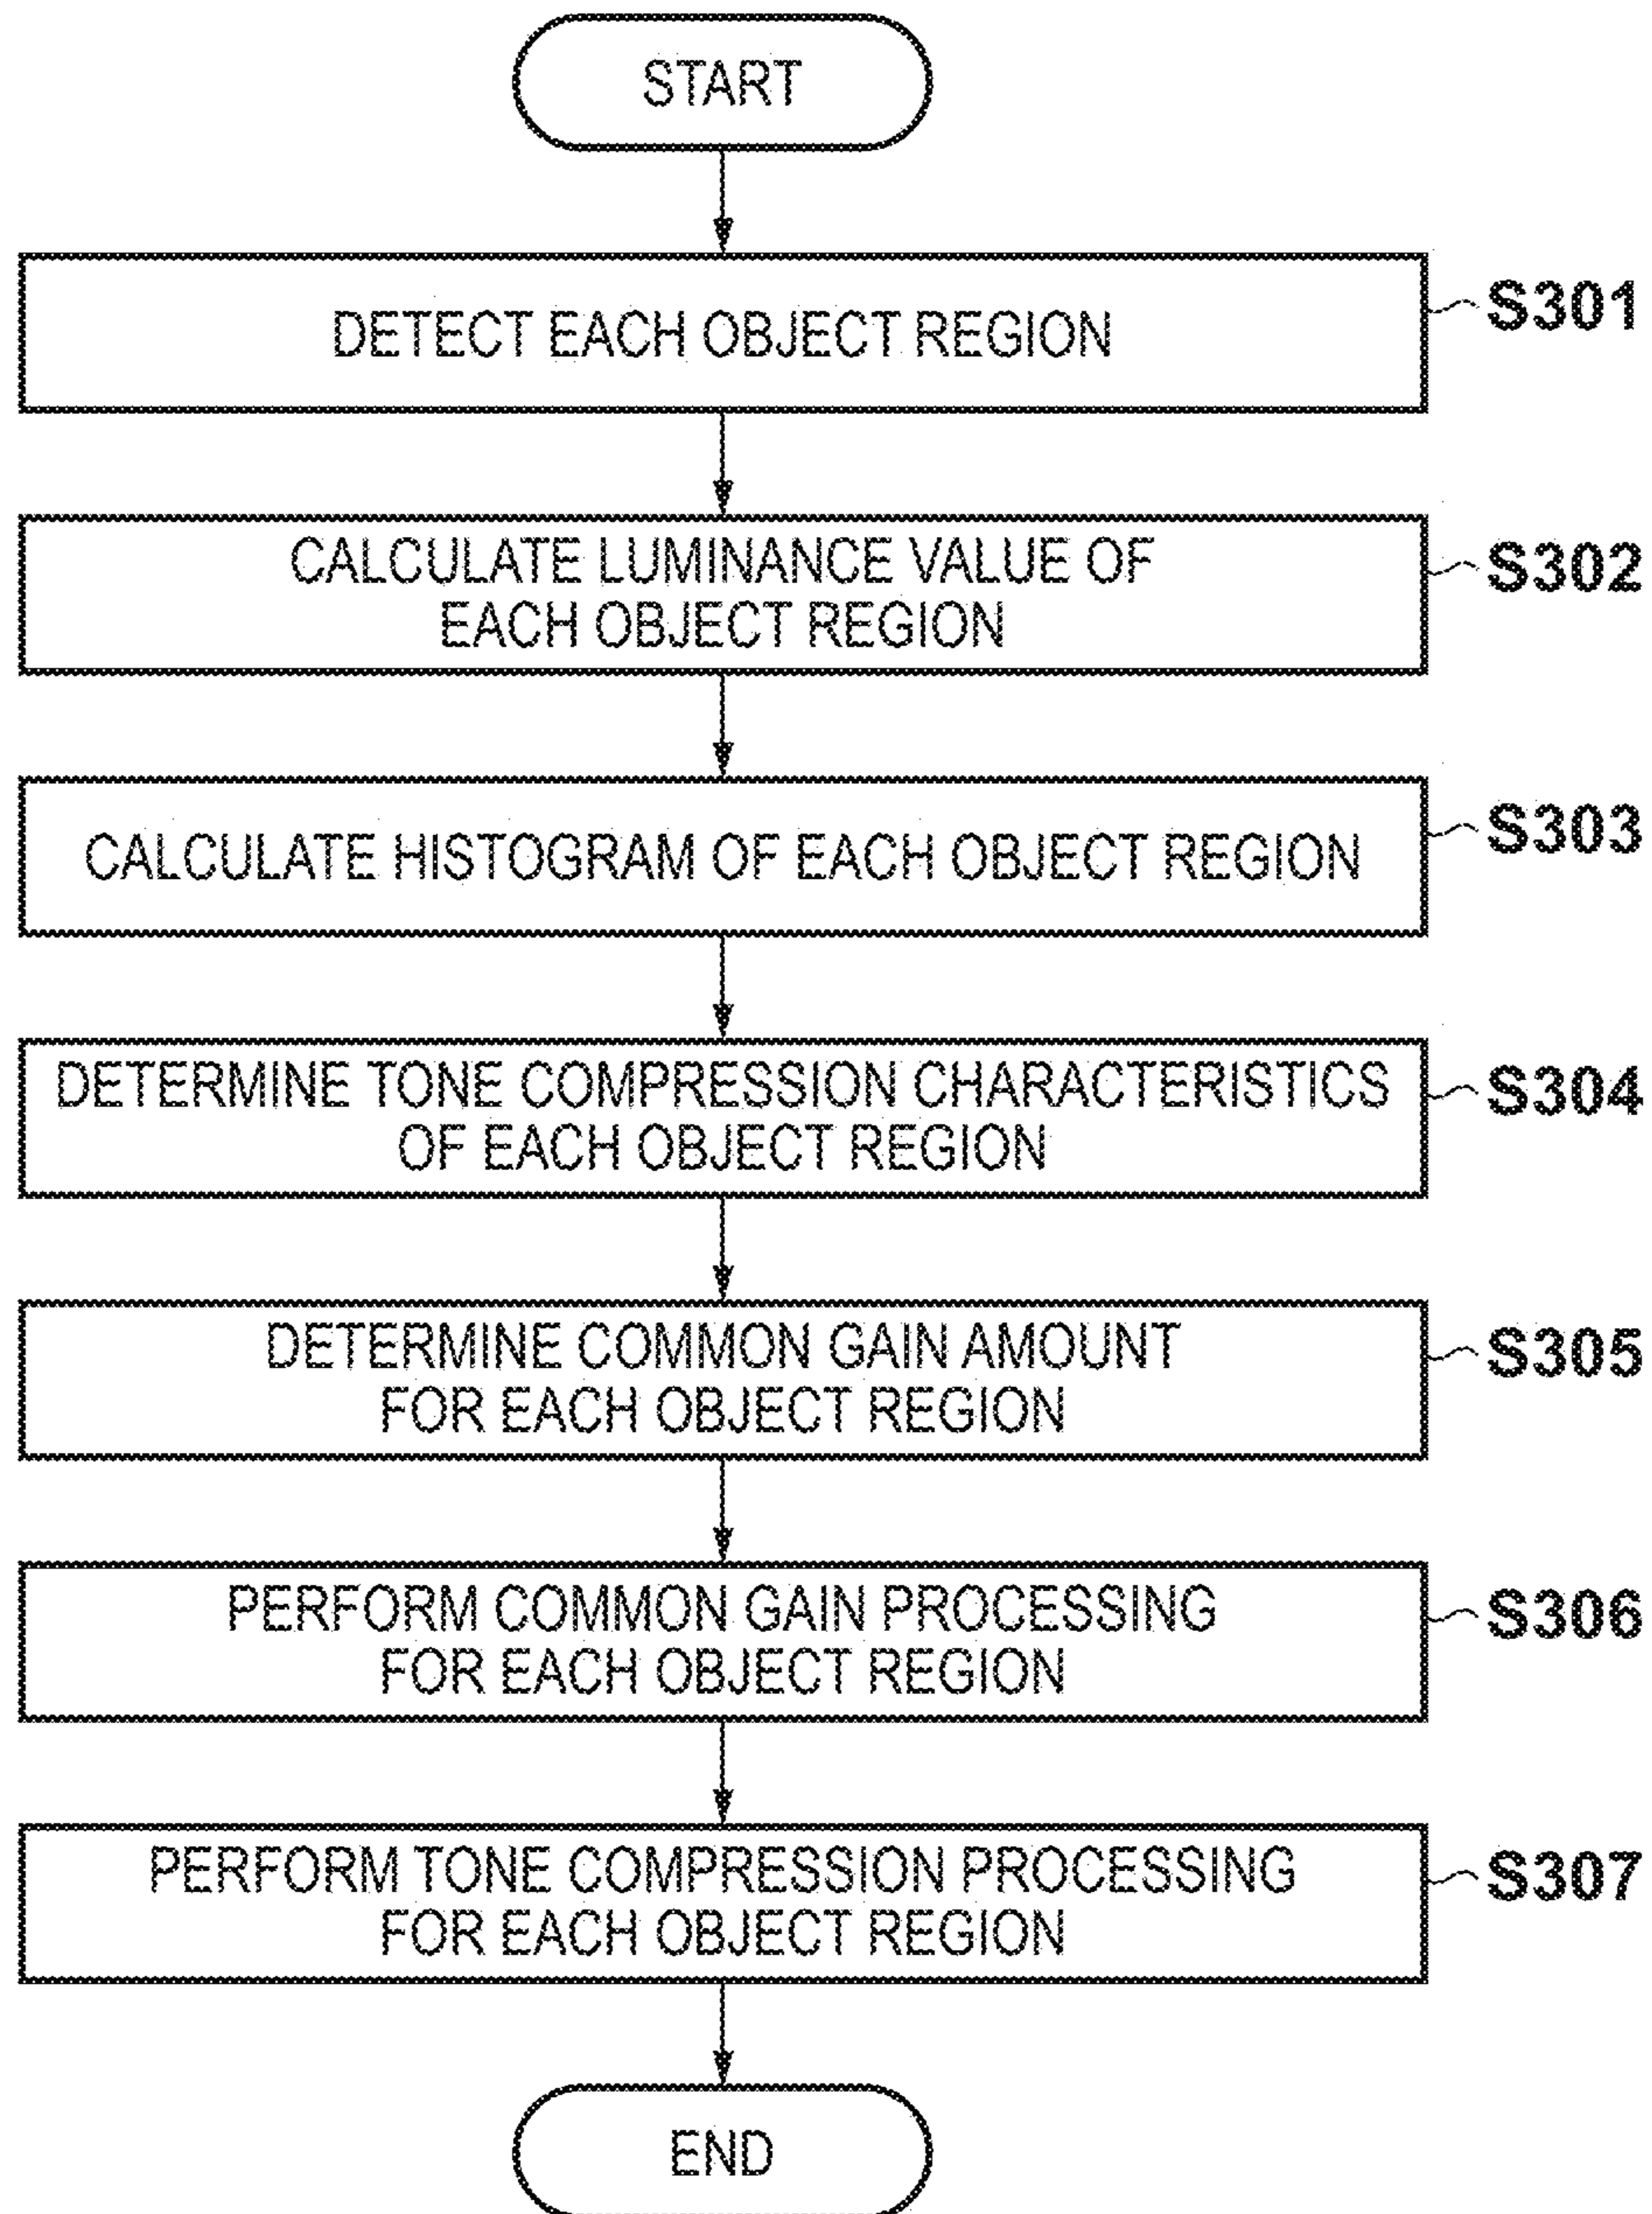 START
DETECT EACH OBJECT REGION
S301
CALCULATE LUMINANCE VALUE OF
EACH OBJECT REGION
S302
CALCULATE HISTOGRAM OF EACH OBJECT REGION
S303
DETERMINE TONE COMPRESSION CHARACTERISTICS
OF EACH OBJECT REGION
S304
DETERMINE COMMON GAIN AMOUNT
FOR EACH OBJECT REGION
S305
PERFORM COMMON GAIN PROCESSING
FOR EACH OBJECT REGION
S306
PERFORM TONE COMPRESSION PROCESSING
FOR EACH OBJECT REGION
S307
END